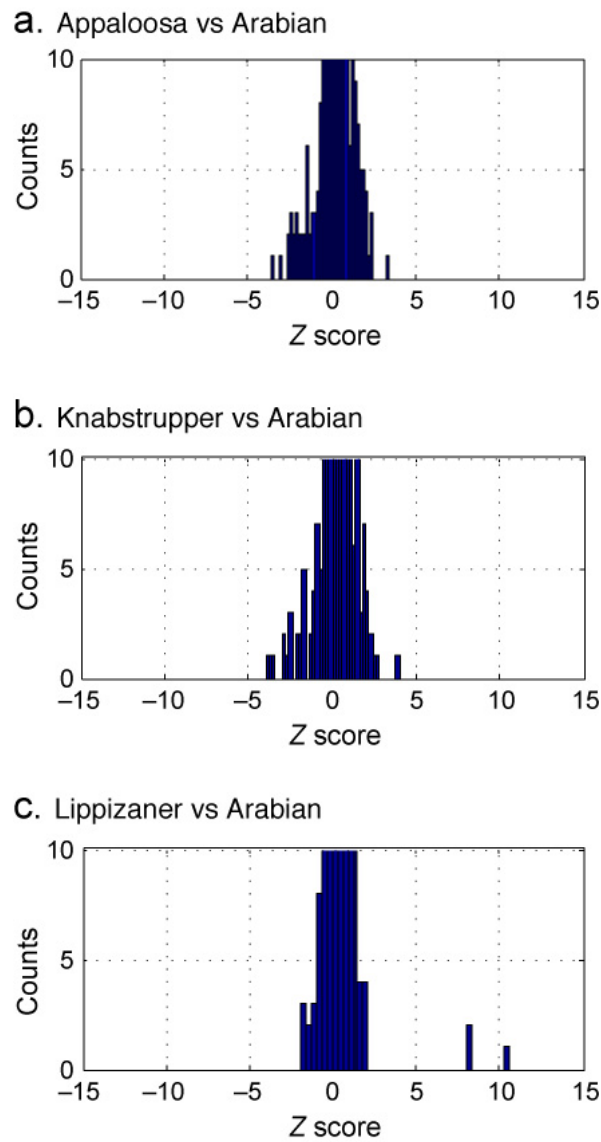 a. Appaloosa vs Arabian
10
5
0
Counts
–15 –10 –5 0 5 10 15
Z score
b. Knabstrupper vs Arabian
10
5
0
Counts
–15 –10 –5 0 5 10 15
Z score
c. Lippizaner vs Arabian
10
5
0
Counts
–15 –10 –5 0 5 10 15
Z score